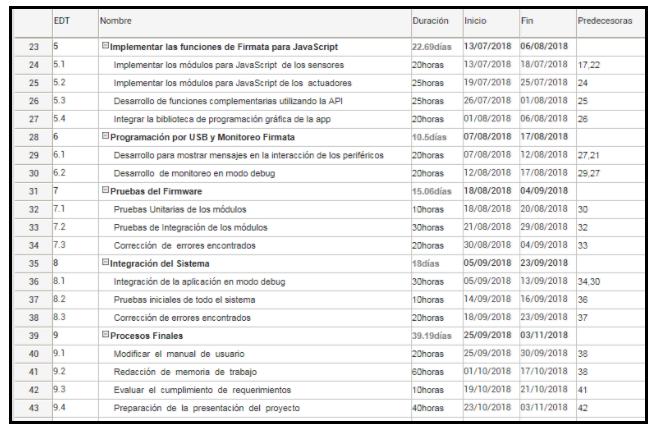 EDT Nombre Duración Inicio Fin Predecesoras
23 5 Implementar las funciones de Firmata para JavaScript 22.69días 13/07/2018 06/08/2018
24 5.1 Implementar los módulos para JavaScript de los sensores 20horas 13/07/2018 18/07/2018 17,22
25 5.2 Implementar los módulos para JavaScript de los actuadores 25horas 19/07/2018 25/07/2018 24
26 5.3 Desarrollo de funciones complementarias utilizando la API 25horas 26/07/2018 01/08/2018 25
27 5.4 Integrar la biblioteca de programación gráfica de la app 20horas 01/08/2018 06/08/2018 26
28 6 Programación por USB y Monitoreo Firmata 10.5días 07/08/2018 17/08/2018
29 6.1 Desarrollo para mostrar mensajes en la interacción de los periféricos 20horas 07/08/2018 12/08/2018 27,21
30 6.2 Desarrollo de monitoreo en modo debug 20horas 12/08/2018 17/08/2018 29,27
31 7 Pruebas del Firmware 15.06días 18/08/2018 04/09/2018
32 7.1 Pruebas Unitarias de los módulos 10horas 18/08/2018 20/08/2018 30
33 7.2 Pruebas de Integración de los módulos 30horas 21/08/2018 29/08/2018 32
34 7.3 Corrección de errores encontrados 20horas 30/08/2018 04/09/2018 33
35 8 Integración del Sistema 18días 05/09/2018 23/09/2018
36 8.1 Integración de la aplicación en modo debug 30horas 05/09/2018 13/09/2018 34,30
37 8.2 Pruebas iniciales de todo el sistema 10horas 14/09/2018 16/09/2018 36
38 8.3 Corrección de errores encontrados 20horas 18/09/2018 23/09/2018 37
39 9 Procesos Finales 39.19días 25/09/2018 03/11/2018
40 9.1 Modificar el manual de usuario 20horas 25/09/2018 30/09/2018 38
41 9.2 Redacción de memoria de trabajo 60horas 01/10/2018 17/10/2018 38
42 9.3 Evaluar el cumplimiento de requerimientos 10horas 19/10/2018 21/10/2018 41
43 9.4 Preparación de la presentación del proyecto 40horas 23/10/2018 03/11/2018 42